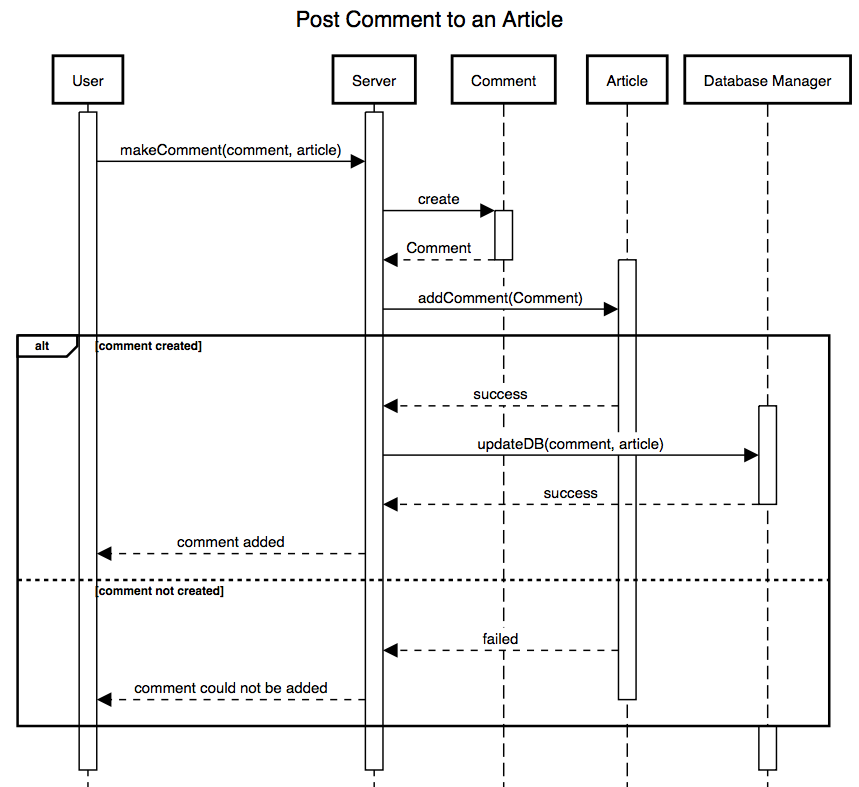 Post Comment to an Article
User
Server
Comment
Article
Database Manager
makeComment(comment, article)
create
Comment
addComment(Comment)
alt
[comment created]
success
updateDB(comment, article)
success
comment added
[comment not created]
failed
comment could not be added